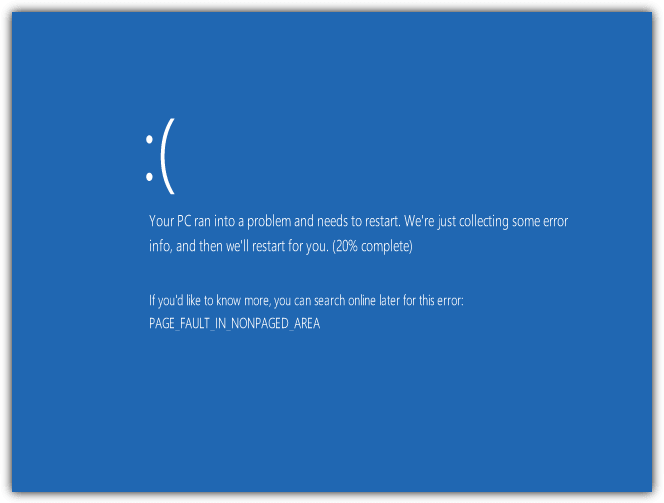 :(
Your PC ran into a problem and needs to restart. We're just collecting some error
info, and then we'll restart for you. (20% complete)
If you'd like to know more, you can search online later for this error:
PAGE_FAULT_IN_NONPAGED_AREA